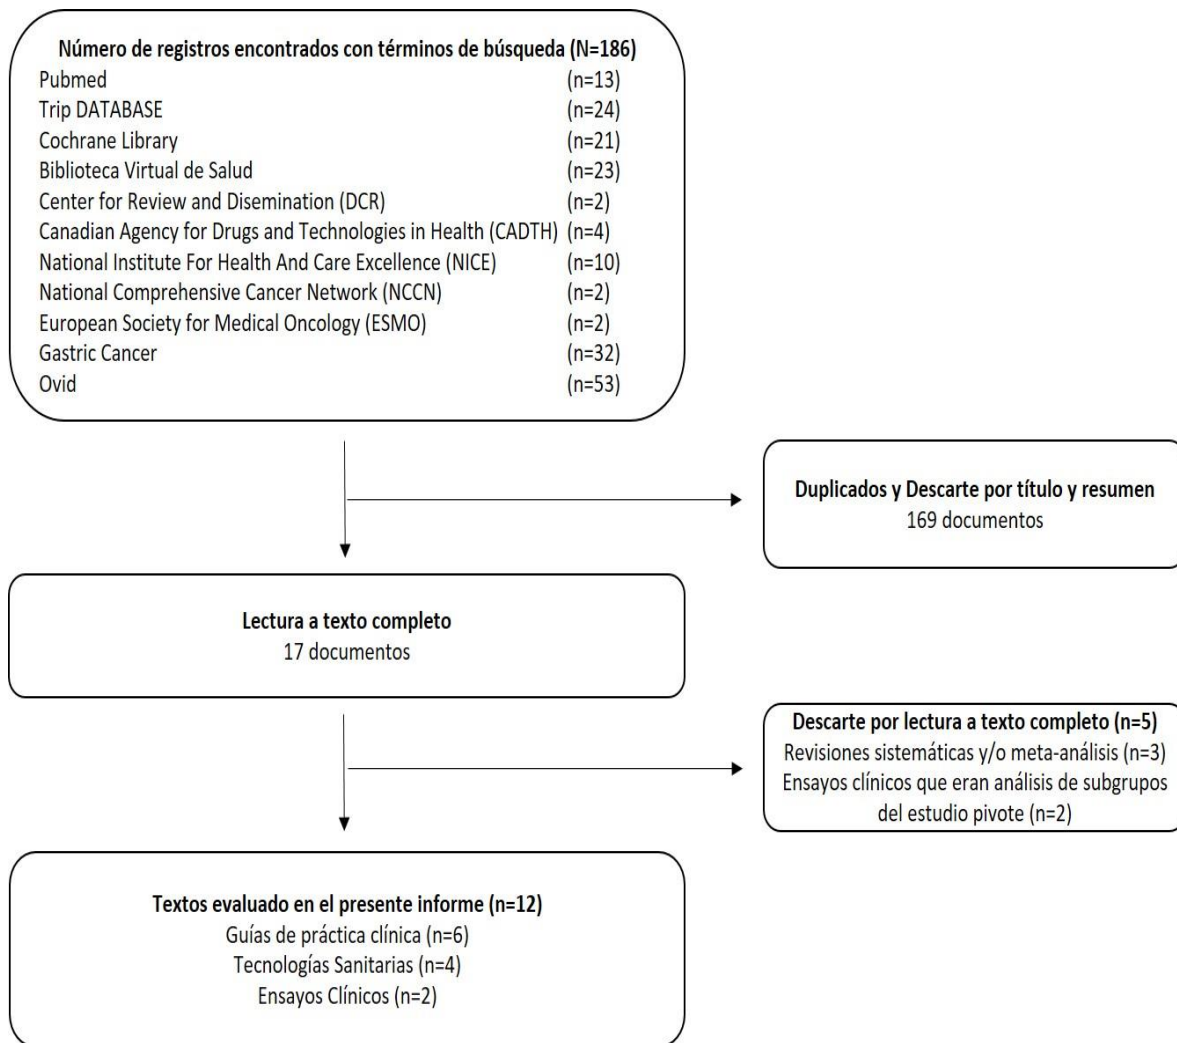 Número de registros encontrados con términos de búsqueda (N=186)
Pubmed (n=13)
Trip DATABASE (n=24)
Cochrane Library (n=21)
Biblioteca Virtual de Salud (n=23)
Center for Review and Disemination (DCR) (n=2)
Canadian Agency for Drugs and Technologies in Health (CADTH) (n=4)
National Institute For Health And Care Excellence (NICE) (n=10)
National Comprehensive Cancer Network (NCCN) (n=2)
European Society for Medical Oncology (ESMO) (n=2)
Gastric Cancer (n=32)
Ovid (n=53)
Duplicados y Descarte por título y resumen
169 documentos
Lectura a texto completo
17 documentos
Descarte por lectura a texto completo (n=5)
Revisiones sistemáticas y/o meta-análisis (n=3)
Ensayos clínicos que eran análisis de subgrupos
del estudio pivote (n=2)
Textos evaluado en el presente informe (n=12)
Guías de práctica clínica (n=6)
Tecnologías Sanitarias (n=4)
Ensayos Clínicos (n=2)